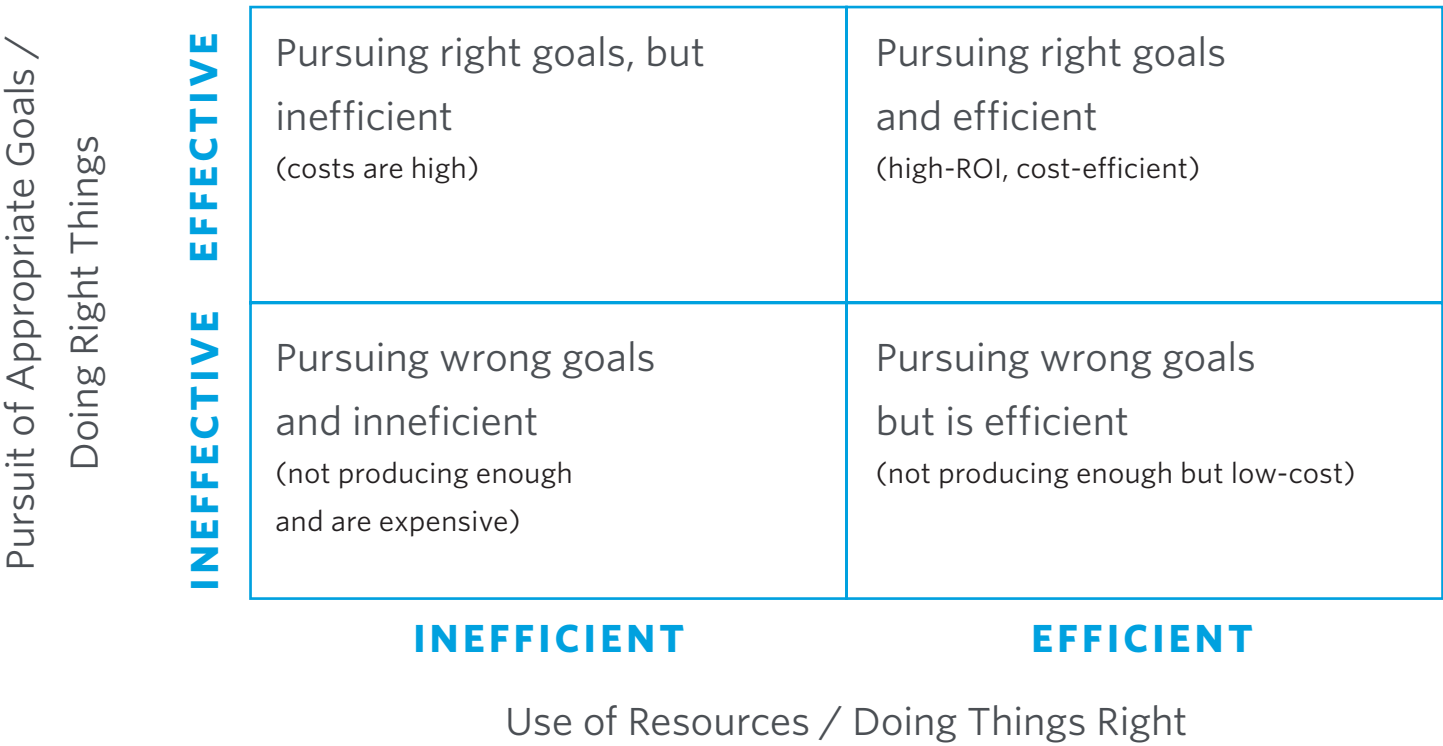 Pursuit of Appropriate Goals /
Doing Right Things
EFFECTIVE
INEFFECTIVE
Pursuing right goals, but
inefficient
(costs are high)
Pursuing right goals
and efficient
(high-ROI, cost-efficient)
Pursuing wrong goals
and inneficient
(not producing enough
and are expensive)
Pursuing wrong goals
but is efficient
(not producing enough but low-cost)
INEFFICIENT
EFFICIENT
Use of Resources / Doing Things Right